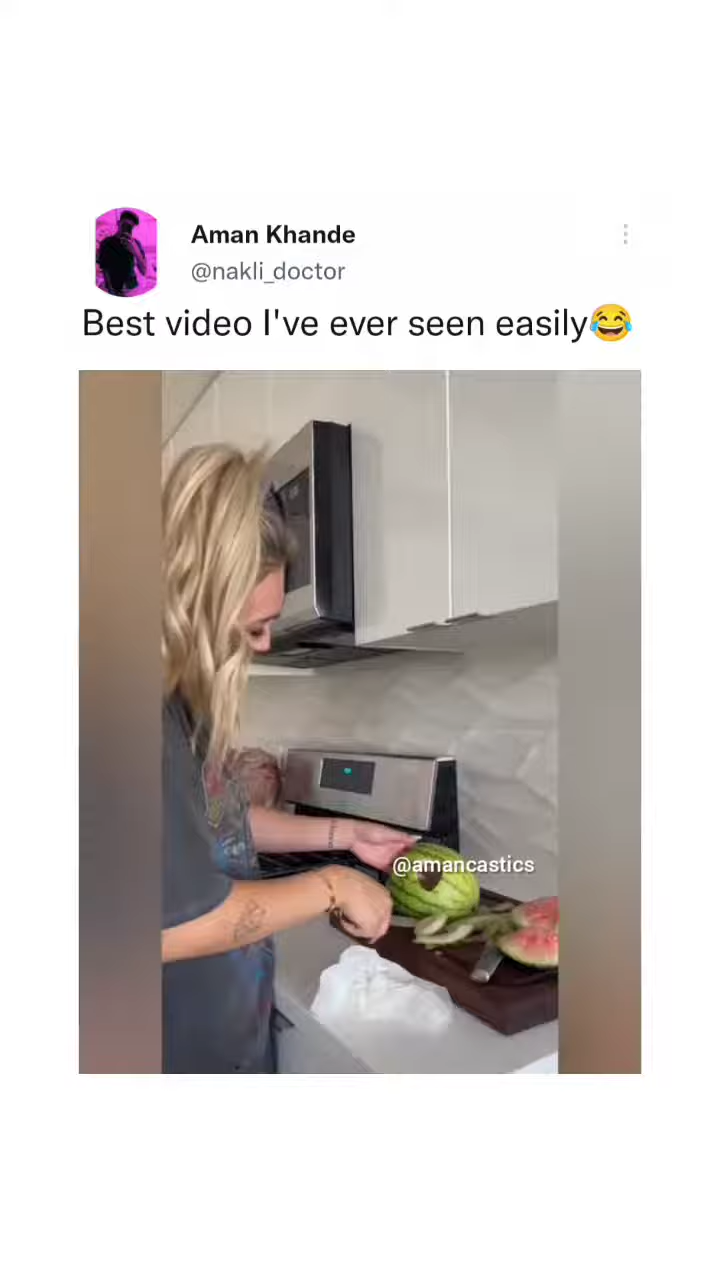 Aman Khande
@nakli_doctor
Best video I've ever seen easily😂
@amancastics